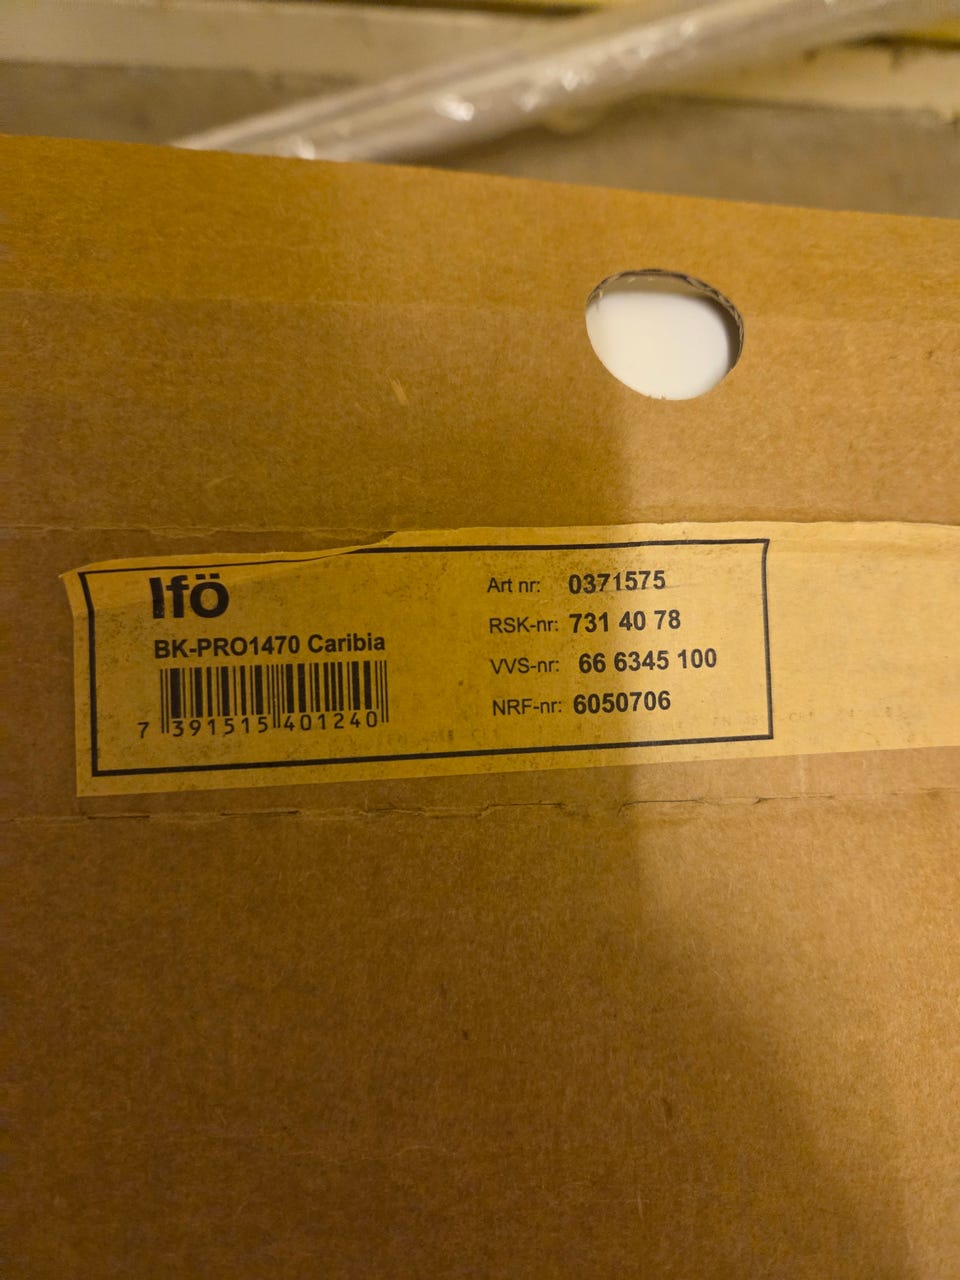 Ifö
BK-PRO1470 Caribia
7 391515 401240
Art nr: 0371575
RSK-nr: 731 40 78
VVS-nr: 66 6345 100
NRF-nr: 6050706